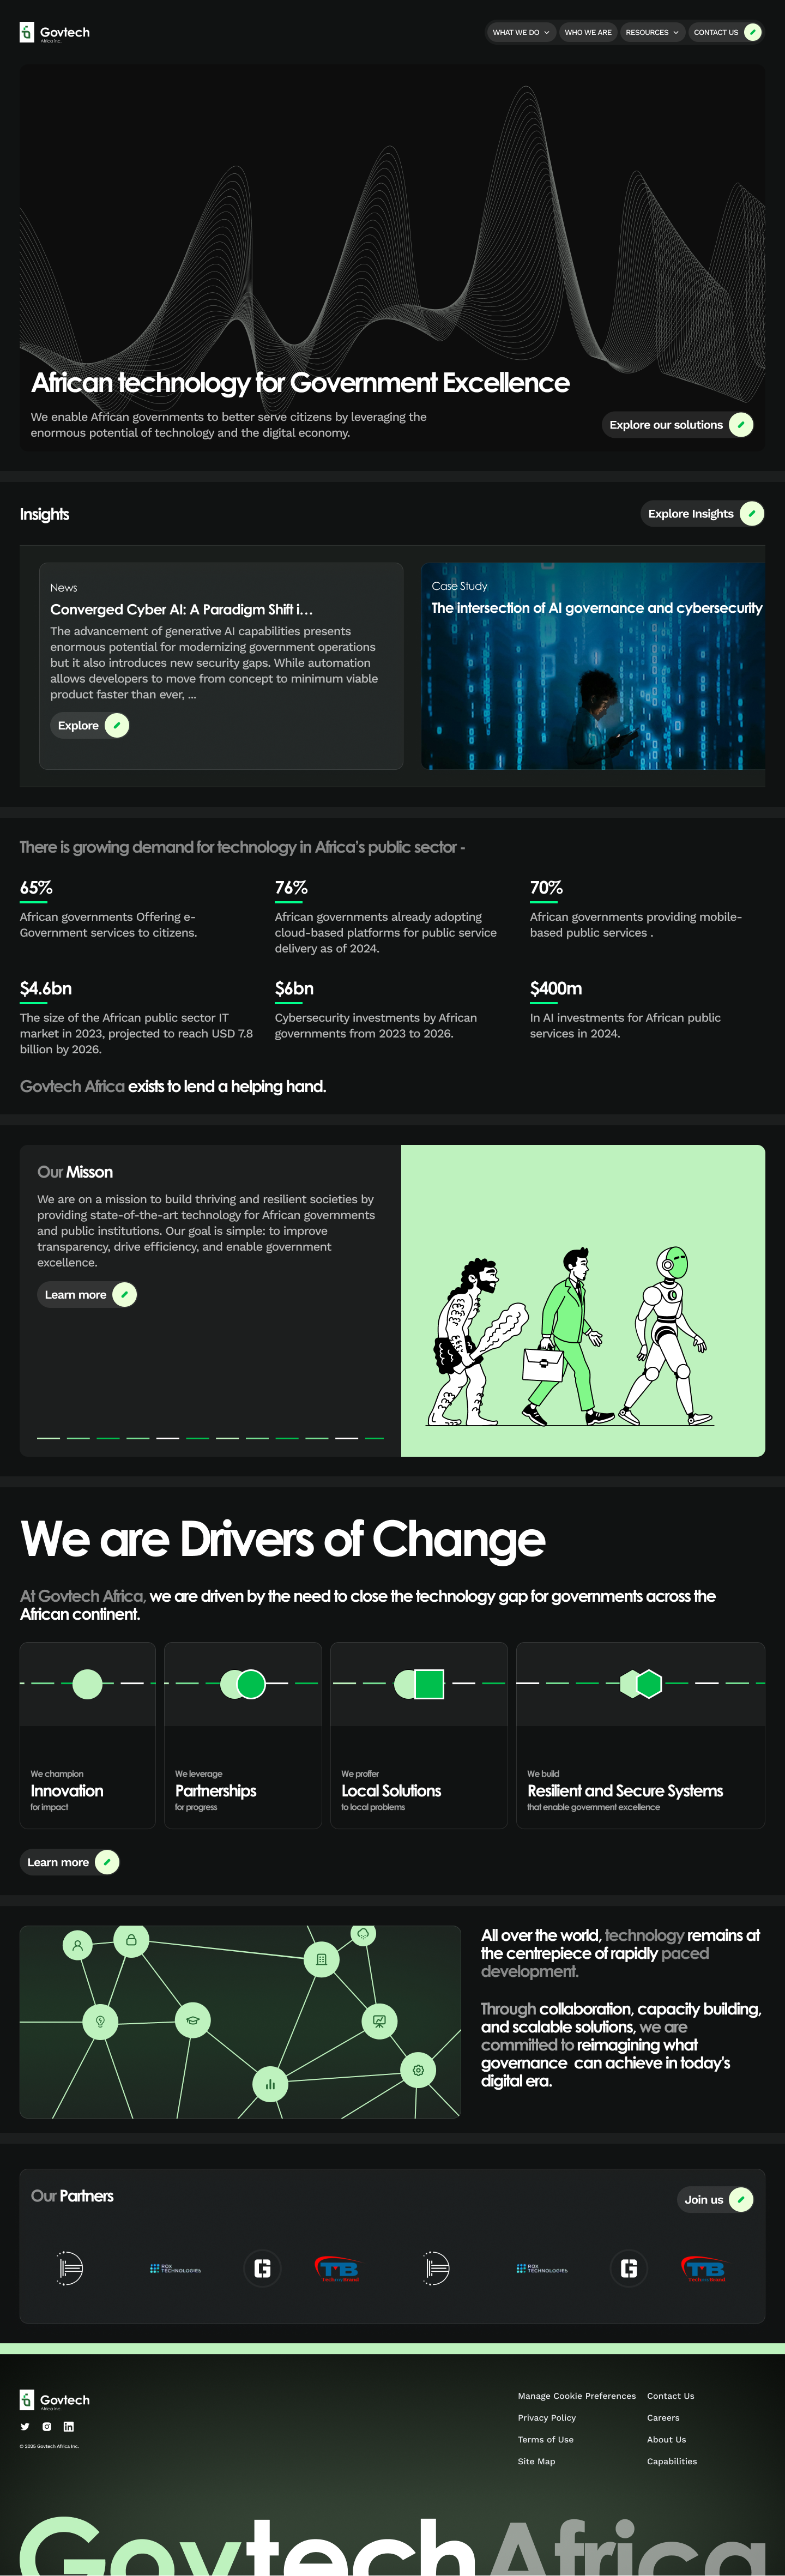 Govtech
Africa Inc.
WHAT WE DO
WHO WE ARE
RESOURCES
CONTACT US
African technology for Government Excellence
We enable African governments to better serve citizens by leveraging the
enormous potential of technology and the digital economy.
Explore our solutions
Insights
Explore Insights
News
Converged Cyber AI: A Paradigm Shift i...
The advancement of generative AI capabilities presents
enormous potential for modernizing government operations
but it also introduces new security gaps. While automation
allows developers to move from concept to minimum viable
product faster than ever, ...
Explore
Case Study
The intersection of AI governance and cybersecurity
There is growing demand for technology in Africa's public sector -
65%
African governments Offering e-
Government services to citizens.
76%
African governments already adopting
cloud-based platforms for public service
delivery as of 2024.
70%
African governments providing mobile-
based public services .
$4.6bn
The size of the African public sector IT
market in 2023, projected to reach USD 7.8
billion by 2026.
$6bn
Cybersecurity investments by African
governments from 2023 to 2026.
$400m
In AI investments for African public
services in 2024.
Govtech Africa exists to lend a helping hand.
Our Misson
We are on a mission to build thriving and resilient societies by
providing state-of-the-art technology for African governments
and public institutions. Our goal is simple: to improve
transparency, drive efficiency, and enable government
excellence.
Learn more
We are Drivers of Change
At Govtech Africa, we are driven by the need to close the technology gap for governments across the
African continent.
We champion
Innovation
for impact
We leverage
Partnerships
for progress
We proffer
Local Solutions
to local problems
We build
Resilient and Secure Systems
that enable government excellence
Learn more
All over the world, technology remains at
the centrepiece of rapidly paced
development.
Through collaboration, capacity building,
and scalable solutions, we are
committed to reimagining what
governance can achieve in today's
digital era.
Our Partners
Join us
ROX
TECHNOLOGIES
G
TB
TechmyBrand
ROX
TECHNOLOGIES
G
TB
TechmyBrand
Govtech
Africa Inc.
© 2025 Govtech Africa Inc.
Manage Cookie Preferences
Privacy Policy
Terms of Use
Site Map
Contact Us
Careers
About Us
Capabilities
GovtechAfrica